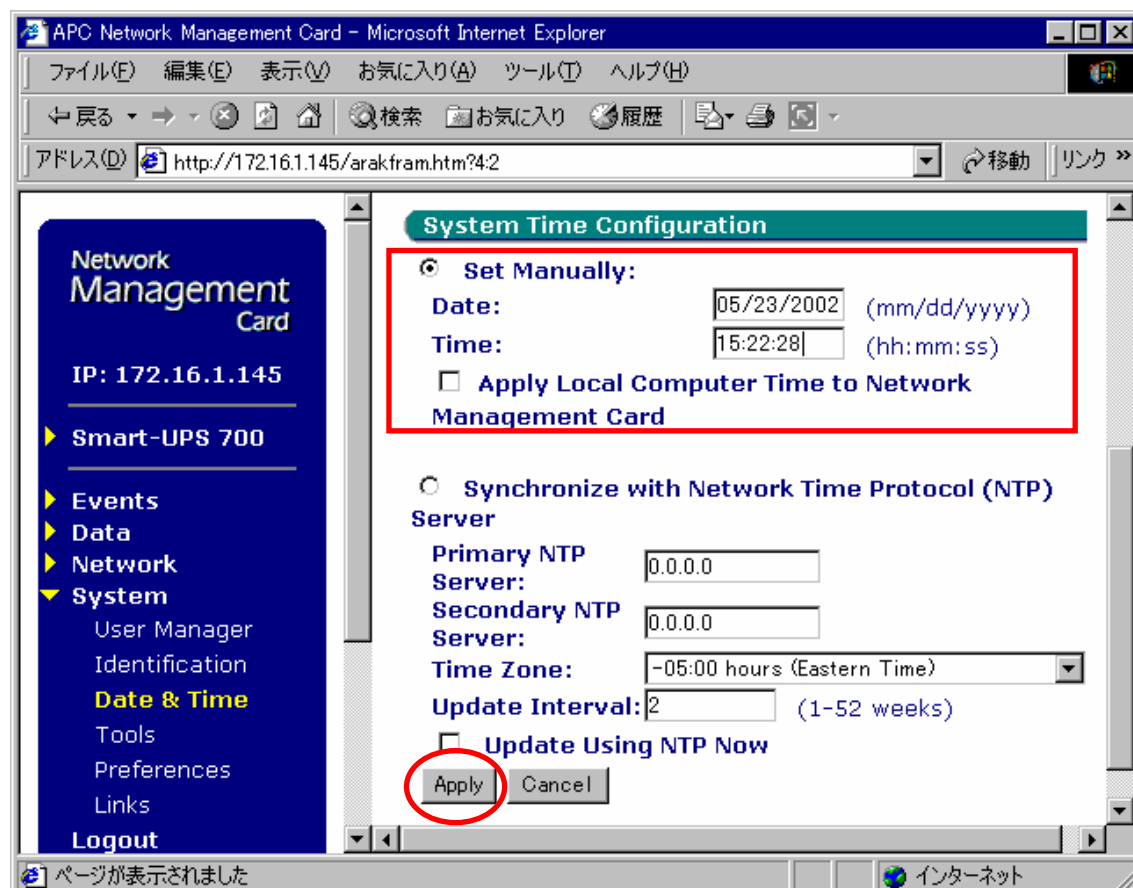 APC Network Management Card - Microsoft Internet Explorer
ファイル(F) 編集(E) 表示(V) お気に入り(A) ツール(T) ヘルプ(H)
戻る 検索 お気に入り 履歴
アドレス(D) http://172.16.1.145/arakfram.htm?4:2 移動 リンク »
Network
Management
Card
IP: 172.16.1.145
Smart-UPS 700
Events
Data
Network
System
User Manager
Identification
Date & Time
Tools
Preferences
Links
Logout
System Time Configuration
Set Manually:
Date: 05/23/2002 (mm/dd/yyyy)
Time: 15:22:28 (hh:mm:ss)
Apply Local Computer Time to Network
Management Card
Synchronize with Network Time Protocol (NTP)
Server
Primary NTP
Server: 0.0.0.0
Secondary NTP
Server: 0.0.0.0
Time Zone: -05:00 hours (Eastern Time)
Update Interval: 2 (1-52 weeks)
Update Using NTP Now
Apply Cancel
ページが表示されました インターネット